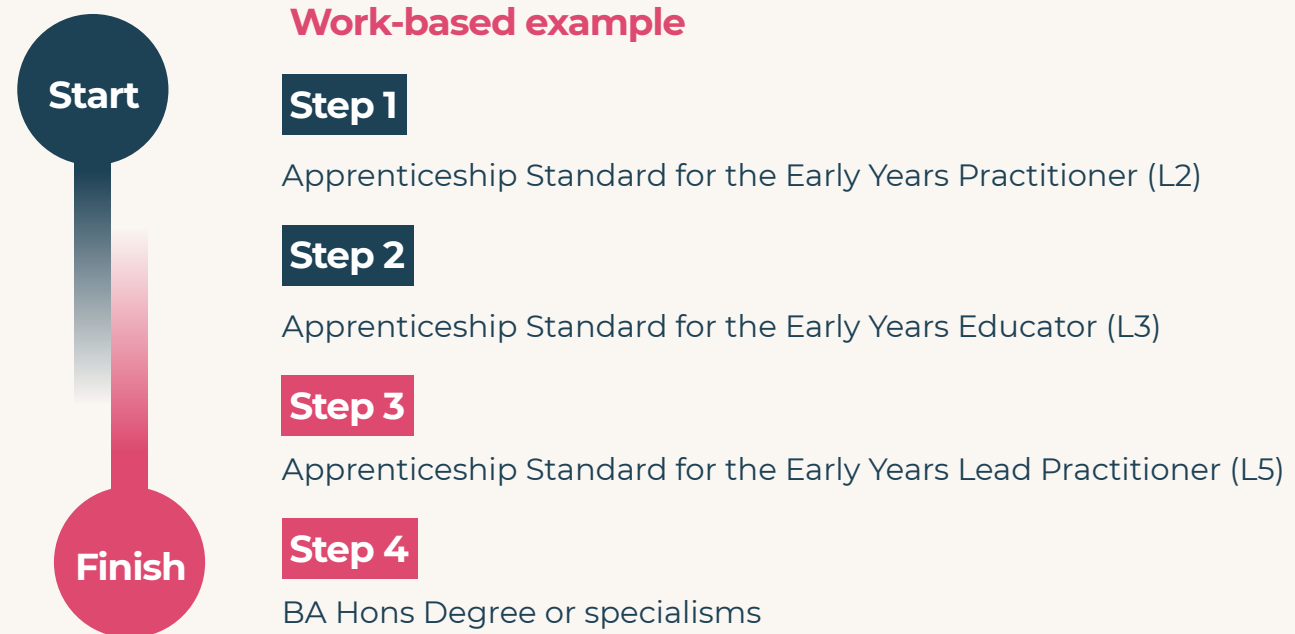 Work-based example
Start
Step 1
Apprenticeship Standard for the Early Years Practitioner (L2)
Step 2
Apprenticeship Standard for the Early Years Educator (L3)
Step 3
Apprenticeship Standard for the Early Years Lead Practitioner (L5)
Step 4
Finish
BA Hons Degree or specialisms